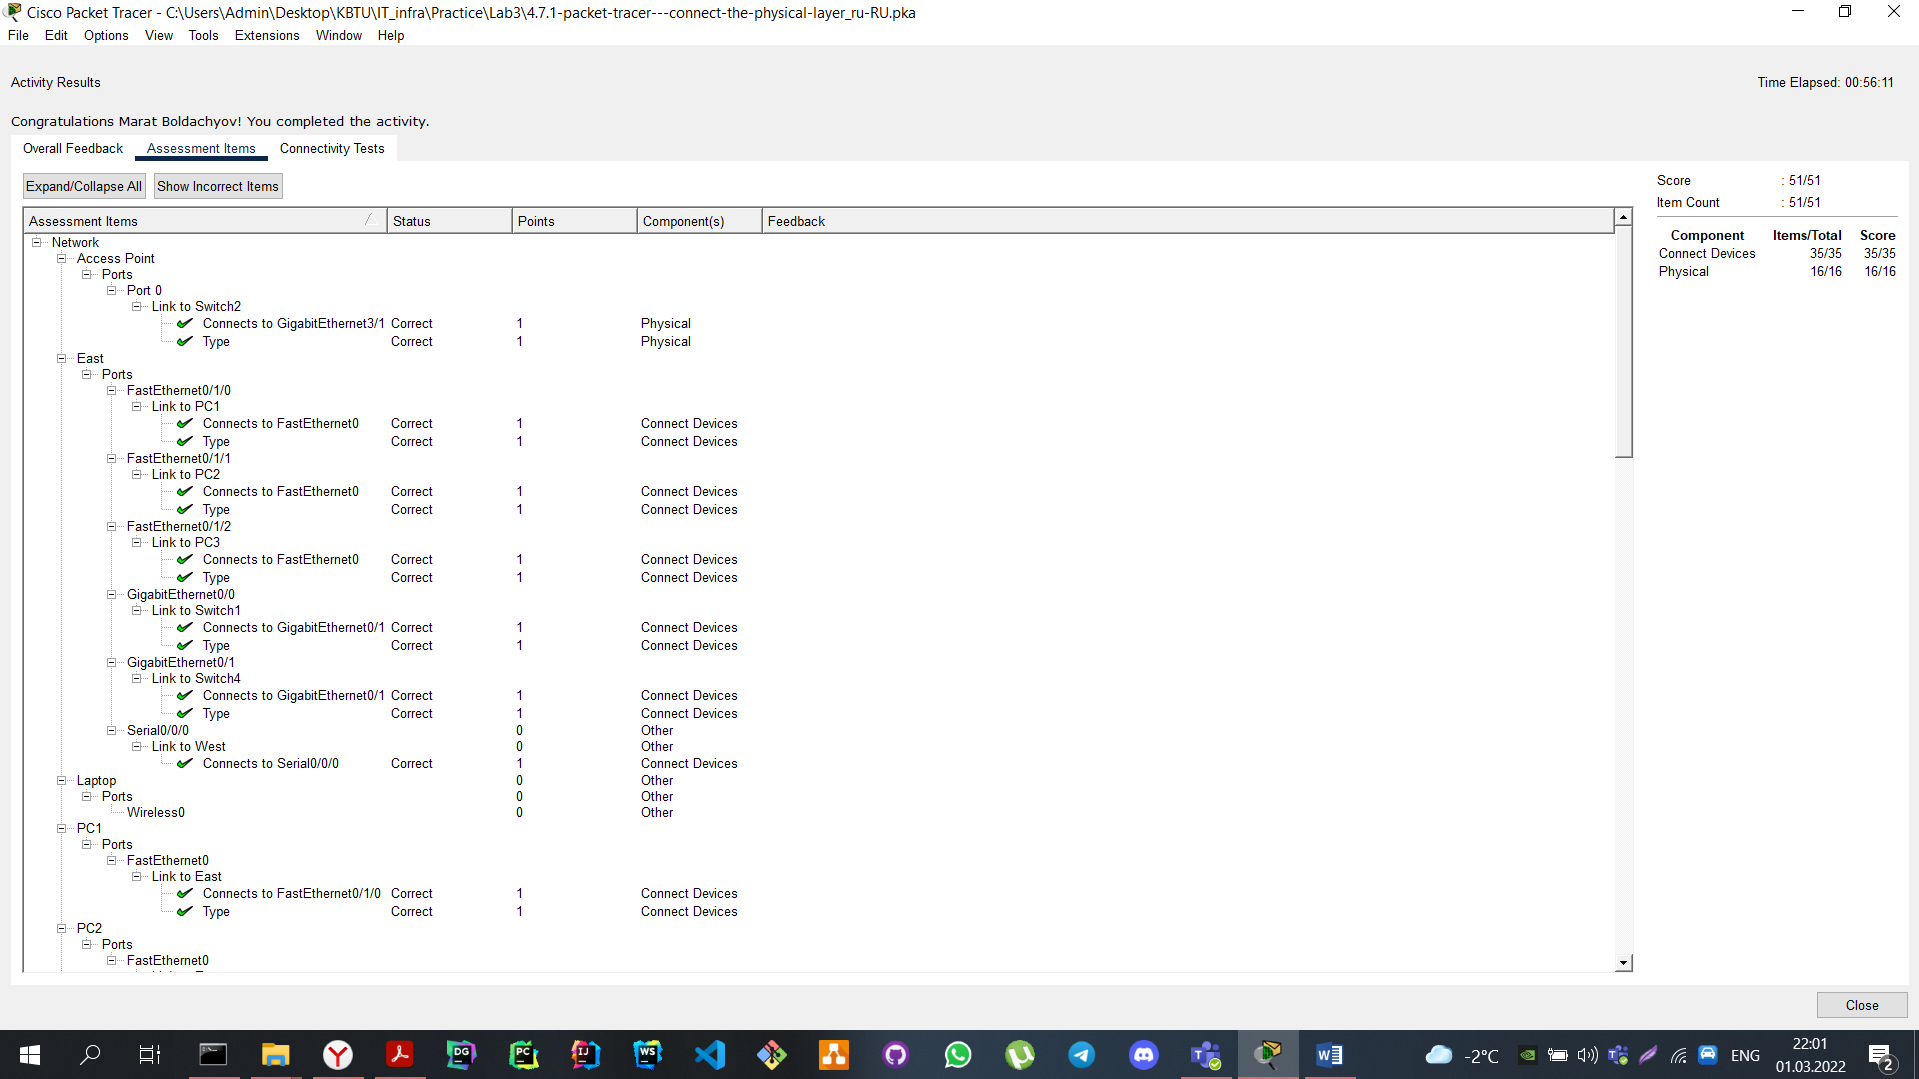 Cisco Packet Tracer - C:\Users\Admin\Desktop\KBTU\IT_infra\Practice\Lab3\4.7.1-packet-tracer---connect-the-physical-layer_ru-RU.pka
File Edit Options View Tools Extensions Window Help
Activity Results Time Elapsed: 00:56:11
Congratulations Marat Boldachyov! You completed the activity.
Overall Feedback Assessment Items Connectivity Tests
Expand/Collapse All Show Incorrect Items
Score : 51/51
Item Count : 51/51
Component Items/Total Score
Connect Devices 35/35 35/35
Physical 16/16 16/16
Assessment Items Status Points Component(s) Feedback
Network
Access Point
Ports
Port 0
Link to Switch2
Connects to GigabitEthernet3/1 Correct 1 Physical
Type Correct 1 Physical
East
Ports
FastEthernet0/1/0
Link to PC1
Connects to FastEthernet0 Correct 1 Connect Devices
Type Correct 1 Connect Devices
FastEthernet0/1/1
Link to PC2
Connects to FastEthernet0 Correct 1 Connect Devices
Type Correct 1 Connect Devices
FastEthernet0/1/2
Link to PC3
Connects to FastEthernet0 Correct 1 Connect Devices
Type Correct 1 Connect Devices
GigabitEthernet0/0
Link to Switch1
Connects to GigabitEthernet0/1 Correct 1 Connect Devices
Type Correct 1 Connect Devices
GigabitEthernet0/1
Link to Switch4
Connects to GigabitEthernet0/1 Correct 1 Connect Devices
Type Correct 1 Connect Devices
Serial0/0/0 0 Other
Link to West 0 Other
Connects to Serial0/0/0 Correct 1 Connect Devices
Laptop 0 Other
Ports 0 Other
Wireless0 0 Other
PC1
Ports
FastEthernet0
Link to East
Connects to FastEthernet0/1/0 Correct 1 Connect Devices
Type Correct 1 Connect Devices
PC2
Ports
FastEthernet0
Close
DG PC IJ WS
-2°C ENG 22:01
01.03.2022
2